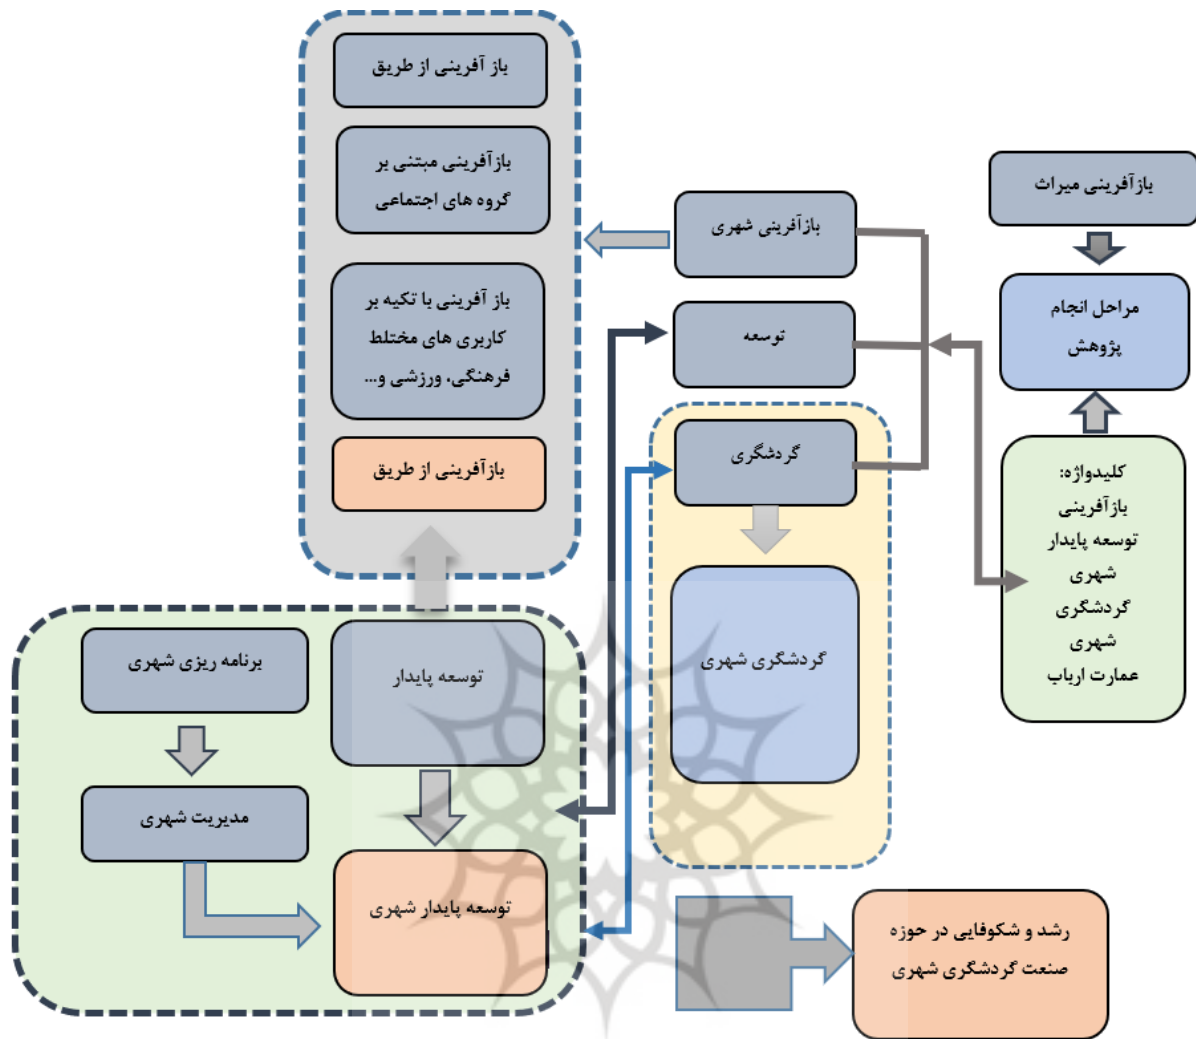 بازآفرینی میراث
مراحل انجام
پژوهش
کلیدواژه:
بازآفرینی
توسعه پایدار
شهری
گردشگری
شهری
عمارت ارباب
بازآفرینی شهری
توسعه
گردشگری
گردشگری شهری
باز آفرینی از طریق
بازآفرینی مبتنی بر
گروه های اجتماعی
باز آفرینی با تکیه بر
کاربری های مختلط
فرهنگی، ورزشی و...
بازآفرینی از طریق
توسعه پایدار
برنامه ریزی شهری
مدیریت شهری
توسعه پایدار شهری
رشد و شکوفایی در حوزه
صنعت گردشگری شهری